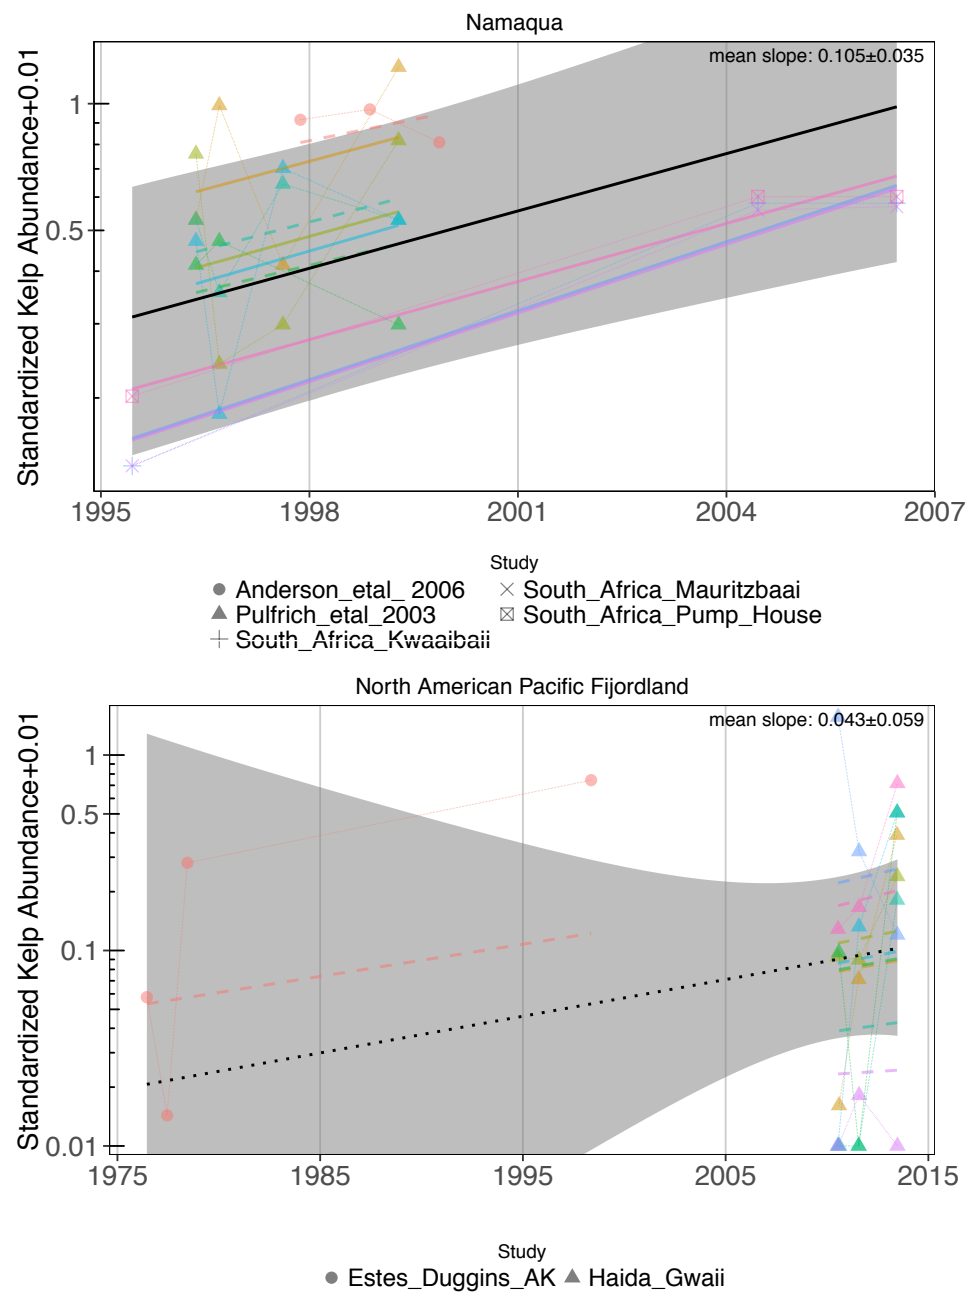 Namaqua
mean slope: 0.105±0.035
Standardized Kelp Abundance+0.01
1
0.5
1995 1998 2001 2004 2007
Study
Anderson_etal_ 2006 South_Africa_Mauritzbaai
Pulfrich_etal_2003 South_Africa_Pump_House
South_Africa_Kwaaibaii
North American Pacific Fijordland
mean slope: 0.043±0.059
Standardized Kelp Abundance+0.01
1
0.5
0.1
0.01
1975 1985 1995 2005 2015
Study
Estes_Duggins_AK Haida_Gwaii